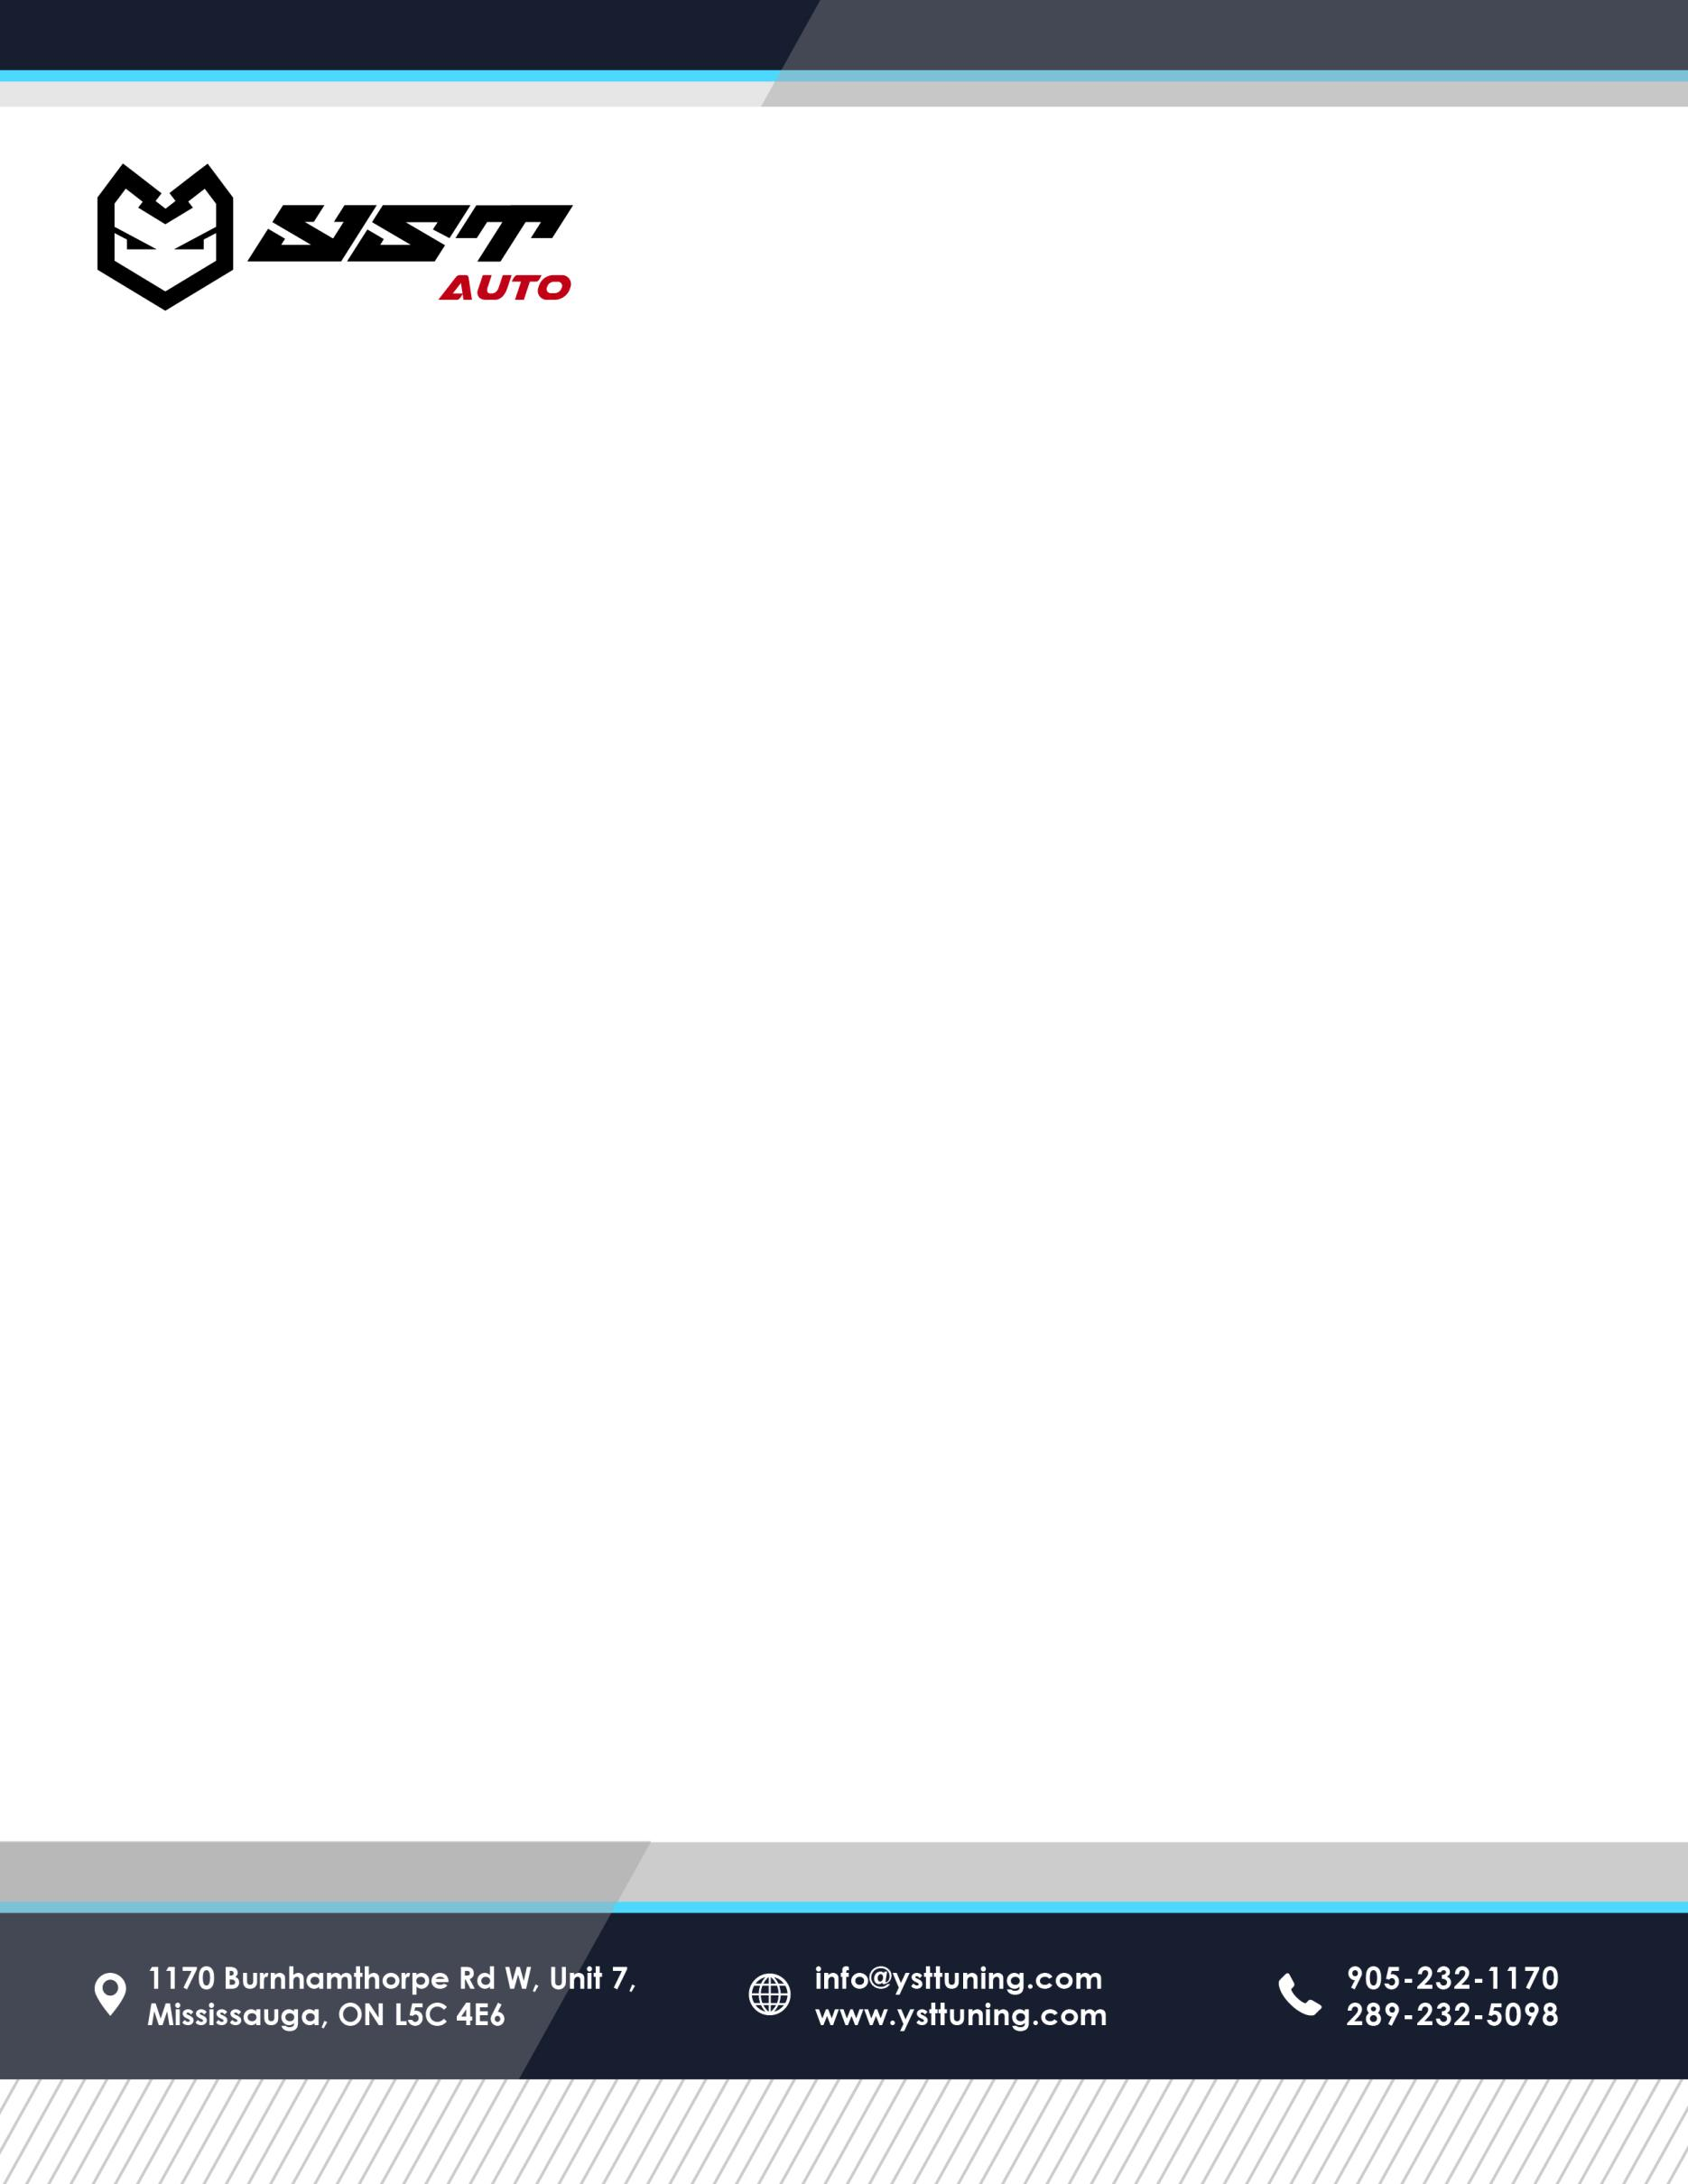 YST
AUTO
1170 Burnhamthorpe Rd W, Unit 7,
Mississauga, ON L5C 4E6
info@ysttuning.com
www.ysttuning.com
905-232-1170
289-232-5098